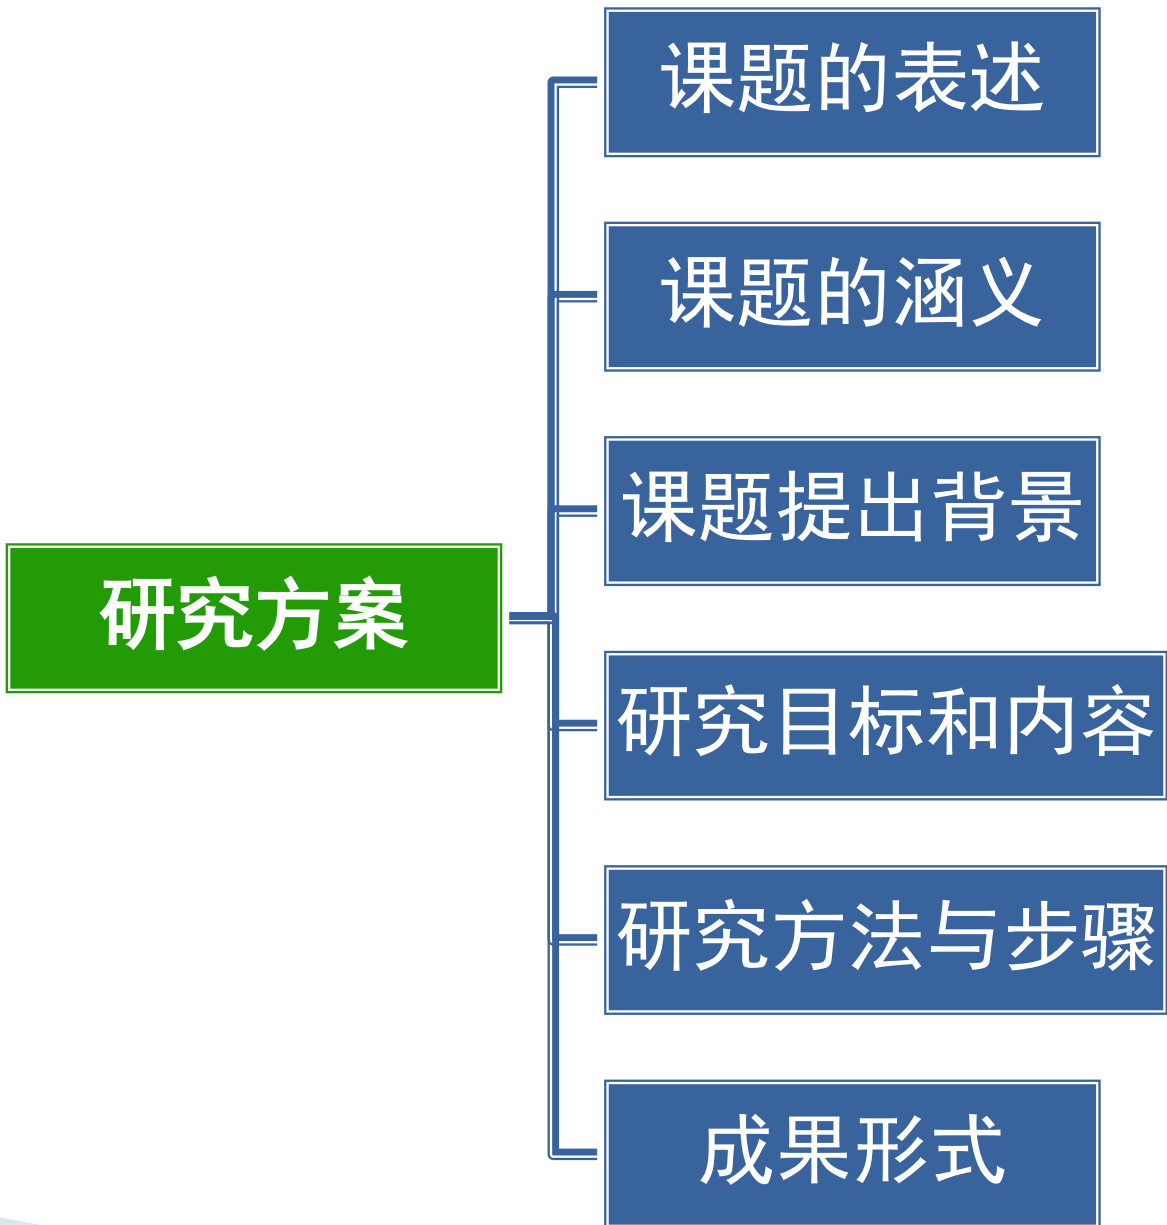 研究方案
课题的表述
课题的涵义
课题提出背景
研究目标和内容
研究方法与步骤
成果形式